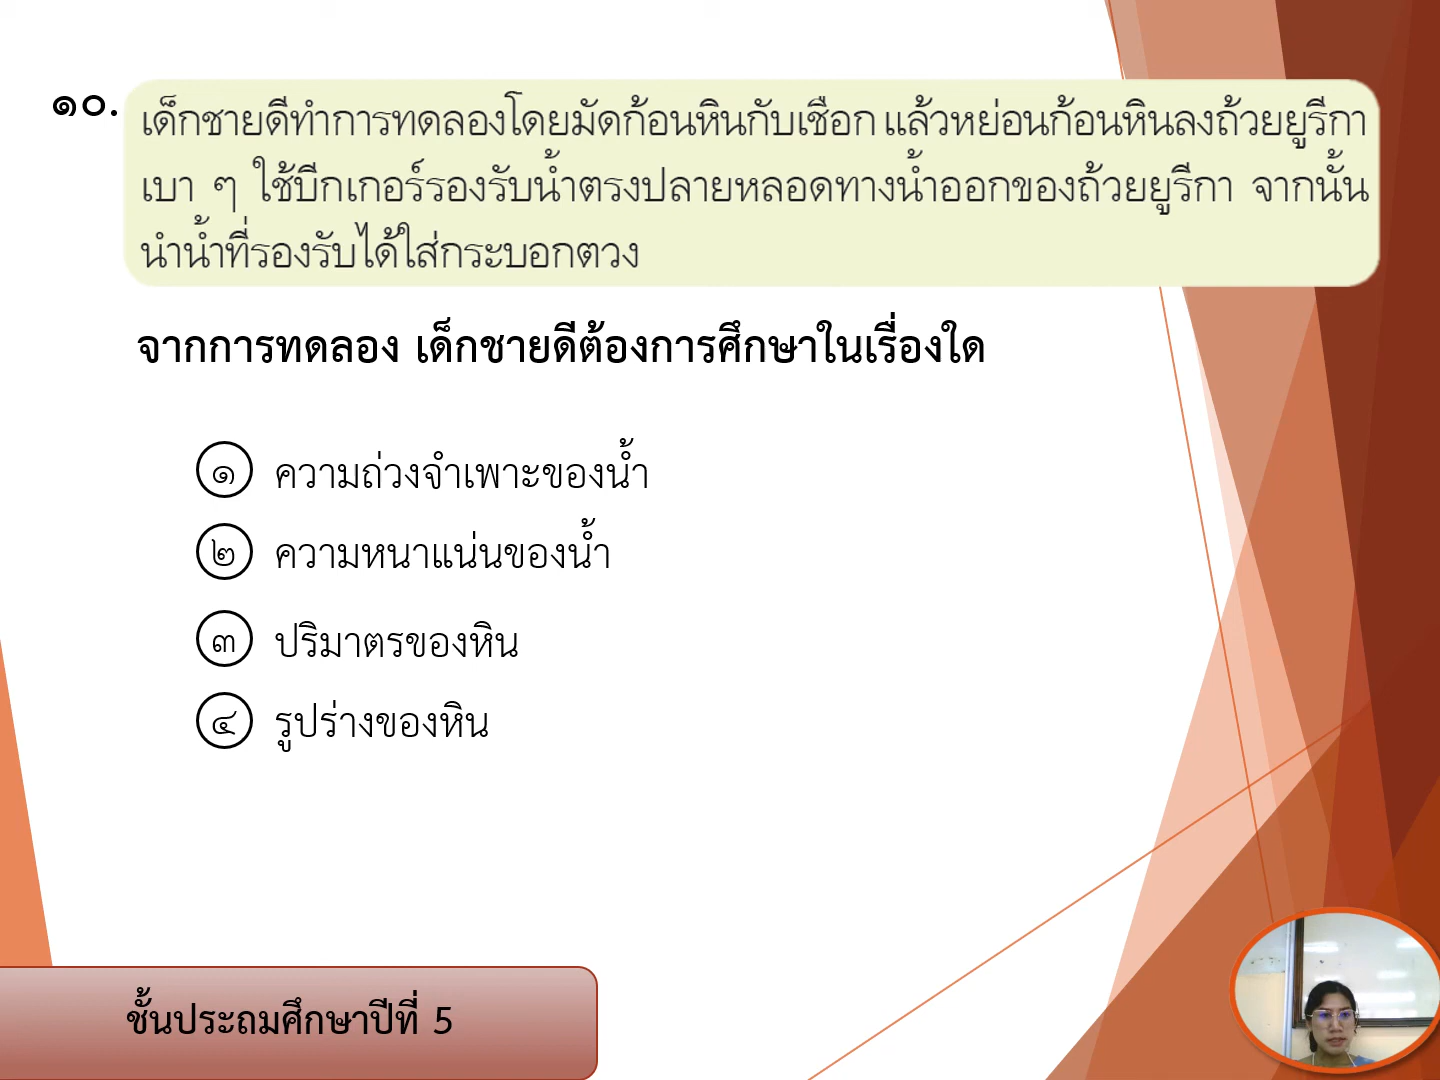 ๑๐.
เด็กชายดีทำการทดลองโดยมัดก้อนหินกับเชือก แล้วหย่อนก้อนหินลงถ้วยยูรีกา
เบา ๆ ใช้บีกเกอร์รองรับน้ำตรงปลายหลอดทางน้ำออกของถ้วยยูรีกา จากนั้น
นำน้ำที่รองรับได้ใส่กระบอกตวง
จากการทดลอง เด็กชายดีต้องการศึกษาในเรื่องใด
๑ ความถ่วงจำเพาะของน้ำ
๒ ความหนาแน่นของน้ำ
๓ ปริมาตรของหิน
๔ รูปร่างของหิน
ชั้นประถมศึกษาปีที่ 5